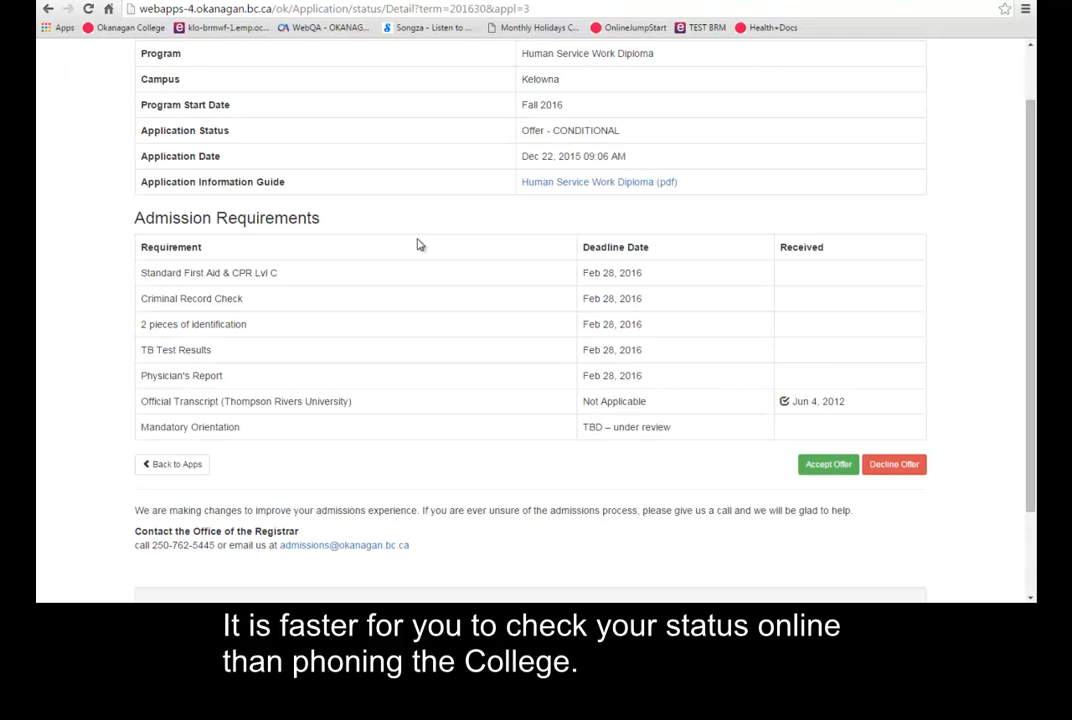 webapps-4.okanagan.bc.ca/ok/Application/status/Detail?term=201630&appl=3
Apps Okanagan College klo-brmwf-1.emp.oc... WebQA - OKANAG... Songza - Listen to ... Monthly Holidays C... OnlineJumpStart TEST BRM Health+Docs
Program Human Service Work Diploma
Campus Kelowna
Program Start Date Fall 2016
Application Status Offer - CONDITIONAL
Application Date Dec 22, 2015 09:06 AM
Application Information Guide Human Service Work Diploma (pdf)
Admission Requirements
Requirement Deadline Date Received
Standard First Aid & CPR Lvl C Feb 28, 2016
Criminal Record Check Feb 28, 2016
2 pieces of identification Feb 28, 2016
TB Test Results Feb 28, 2016
Physician's Report Feb 28, 2016
Official Transcript (Thompson Rivers University) Not Applicable Jun 4, 2012
Mandatory Orientation TBD – under review
Back to Apps Accept Offer Decline Offer
We are making changes to improve your admissions experience. If you are ever unsure of the admissions process, please give us a call and we will be glad to help.
Contact the Office of the Registrar
call 250-762-5445 or email us at admissions@okanagan.bc.ca
It is faster for you to check your status online
than phoning the College.